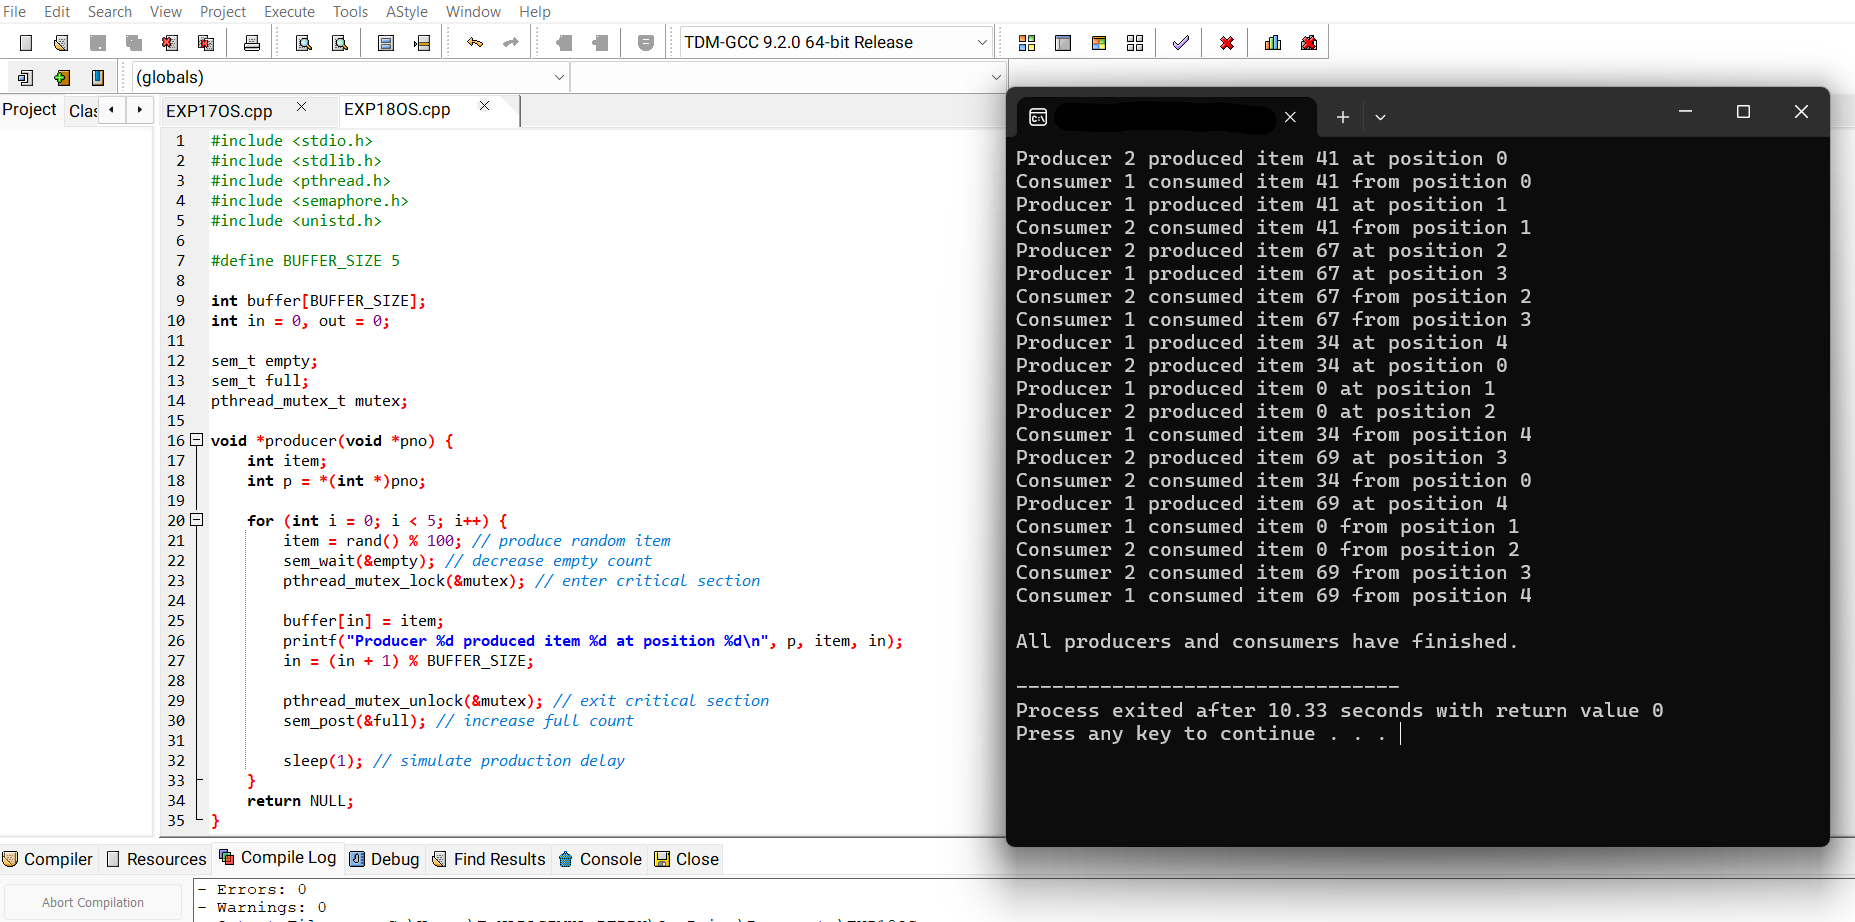 File Edit Search View Project Execute Tools AStyle Window Help
TDM-GCC 9.2.0 64-bit Release
(globals)
Project Clas
EXP17OS.cpp EXP18OS.cpp
1 #include <stdio.h>
2 #include <stdlib.h>
3 #include <pthread.h>
4 #include <semaphore.h>
5 #include <unistd.h>
6
7 #define BUFFER_SIZE 5
8
9 int buffer[BUFFER_SIZE];
10 int in = 0, out = 0;
11
12 sem_t empty;
13 sem_t full;
14 pthread_mutex_t mutex;
15
16 void *producer(void *pno) {
17 int item;
18 int p = *(int *)pno;
19
20 for (int i = 0; i < 5; i++) {
21 item = rand() % 100; // produce random item
22 sem_wait(&empty); // decrease empty count
23 pthread_mutex_lock(&mutex); // enter critical section
24
25 buffer[in] = item;
26 printf("Producer %d produced item %d at position %d\n", p, item, in);
27 in = (in + 1) % BUFFER_SIZE;
28
29 pthread_mutex_unlock(&mutex); // exit critical section
30 sem_post(&full); // increase full count
31
32 sleep(1); // simulate production delay
33 }
34 return NULL;
35 }
Producer 2 produced item 41 at position 0
Consumer 1 consumed item 41 from position 0
Producer 1 produced item 41 at position 1
Consumer 2 consumed item 41 from position 1
Producer 2 produced item 67 at position 2
Producer 1 produced item 67 at position 3
Consumer 2 consumed item 67 from position 2
Consumer 1 consumed item 67 from position 3
Producer 1 produced item 34 at position 4
Producer 2 produced item 34 at position 0
Producer 1 produced item 0 at position 1
Producer 2 produced item 0 at position 2
Consumer 1 consumed item 34 from position 4
Producer 2 produced item 69 at position 3
Consumer 2 consumed item 34 from position 0
Producer 1 produced item 69 at position 4
Consumer 1 consumed item 0 from position 1
Consumer 2 consumed item 0 from position 2
Consumer 2 consumed item 69 from position 3
Consumer 1 consumed item 69 from position 4
All producers and consumers have finished.
--------------------------------
Process exited after 10.33 seconds with return value 0
Press any key to continue . . .
Compiler Resources Compile Log Debug Find Results Console Close
Abort Compilation
- Errors: 0
- Warnings: 0